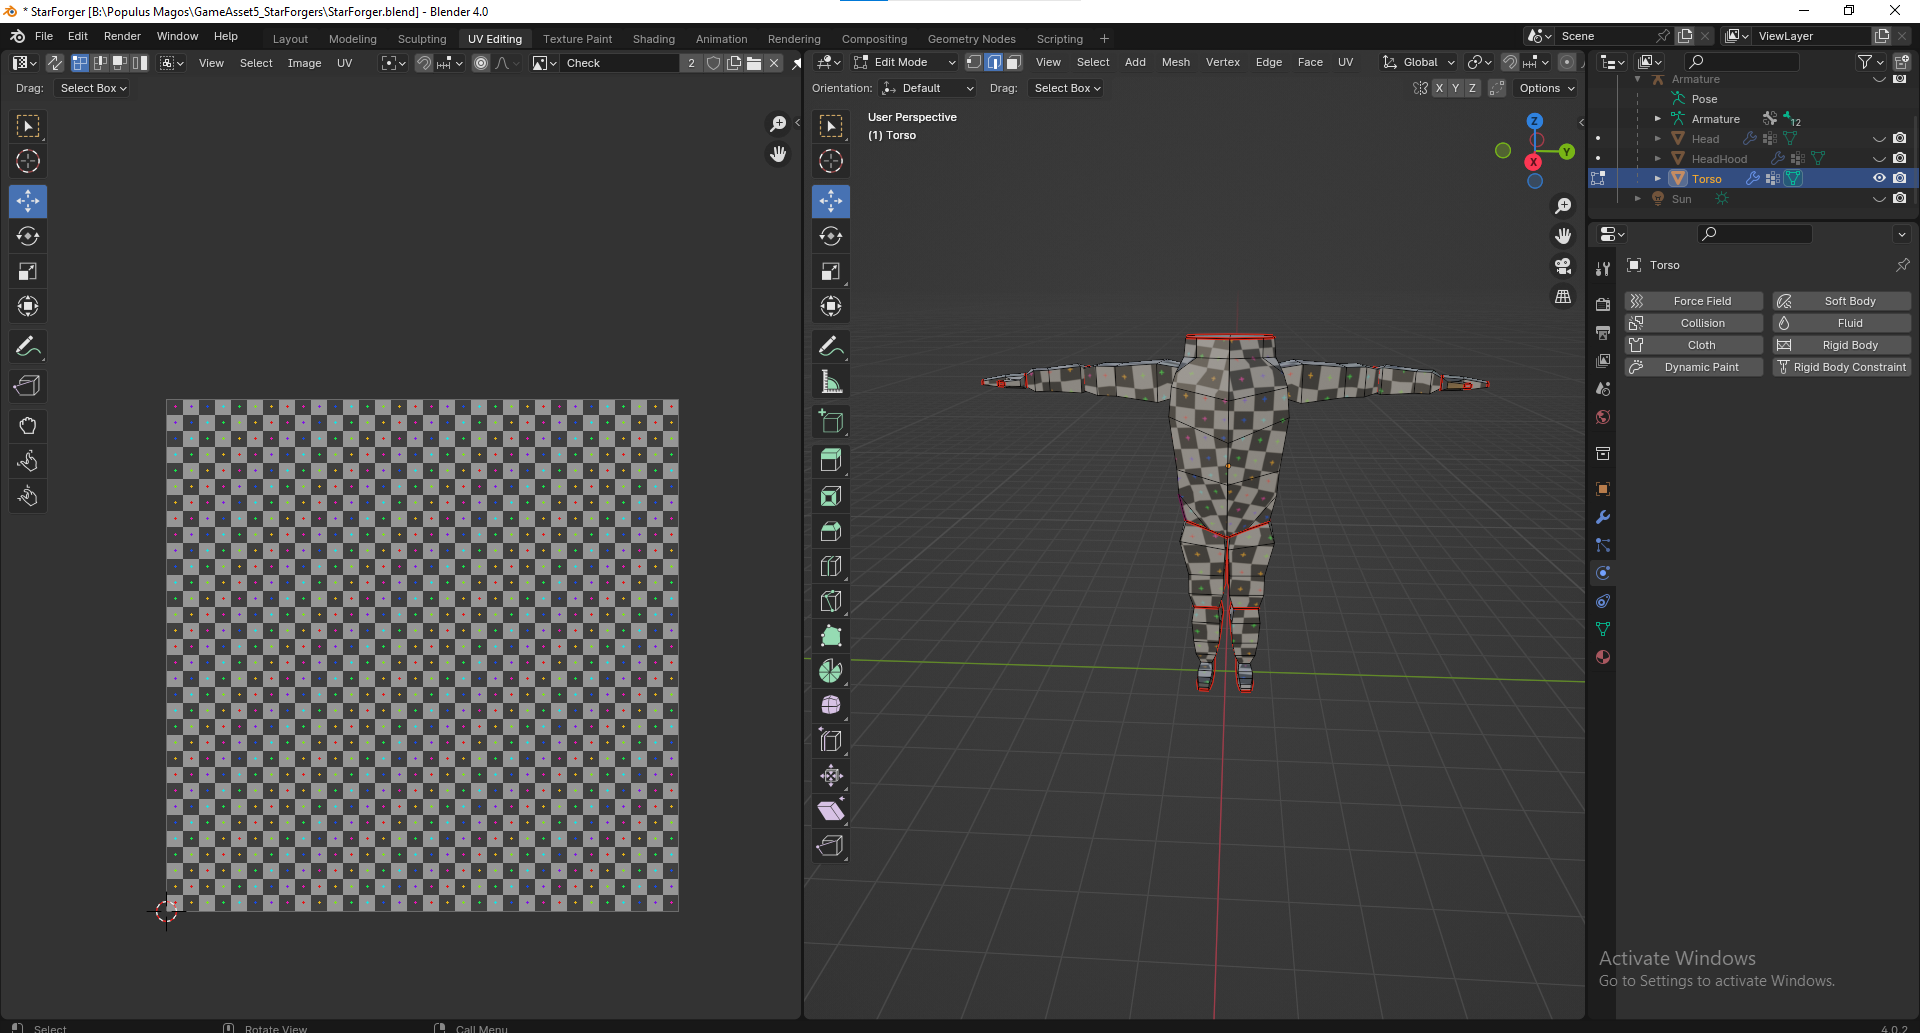 * StarForger [B:\Populus Magos\GameAsset5_StarForgers\StarForger.blend] - Blender 4.0
File Edit Render Window Help Layout Modeling Sculpting UV Editing Texture Paint Shading Animation Rendering Compositing Geometry Nodes Scripting + Scene ViewLayer
View Select Image UV Check 2 Edit Mode View Select Add Mesh Vertex Edge Face UV Global
Drag: Select Box Orientation: Default Drag: Select Box X Y Z Options
Armature
Pose
Armature 12
Head
HeadHood
Torso
Sun
User Perspective
(1) Torso
Z
Y
X
Torso
Force Field Soft Body
Collision Fluid
Cloth Rigid Body
Dynamic Paint Rigid Body Constraint
Activate Windows
Go to Settings to activate Windows.
Select Rotate View Call Menu 4.0.2